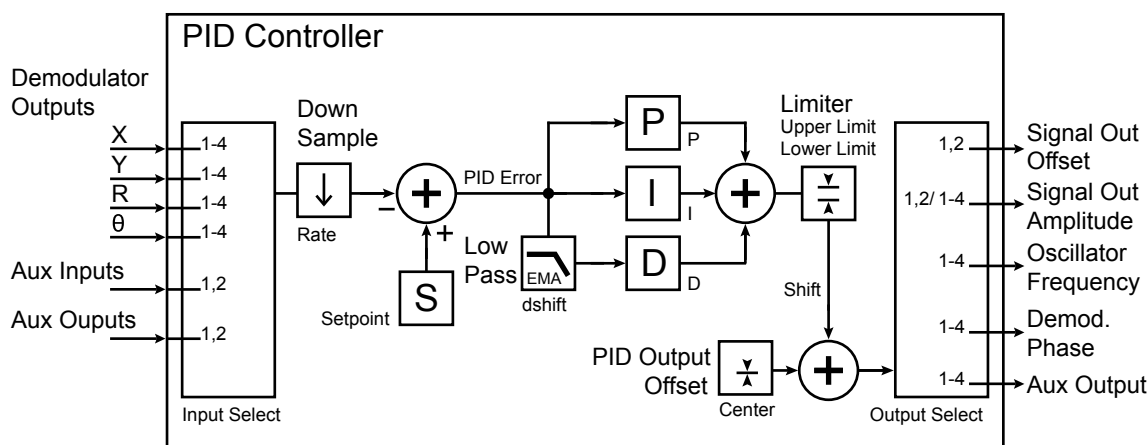 PID Controller
Demodulator
Outputs
X
Y
R
θ
Aux Inputs
Aux Ouputs
1-4
1-4
1-4
1-4
1,2
1,2
Input Select
Down
Sample
Rate
−
+
+
S
Setpoint
PID Error
Low
Pass
EMA
dshift
P
P
I
I
D
D
+
Limiter
Upper Limit
Lower Limit
Shift
PID Output
Offset
Center
+
1,2
1,2/ 1-4
1-4
1-4
1-4
Output Select
Signal Out
Offset
Signal Out
Amplitude
Oscillator
Frequency
Demod.
Phase
Aux Output